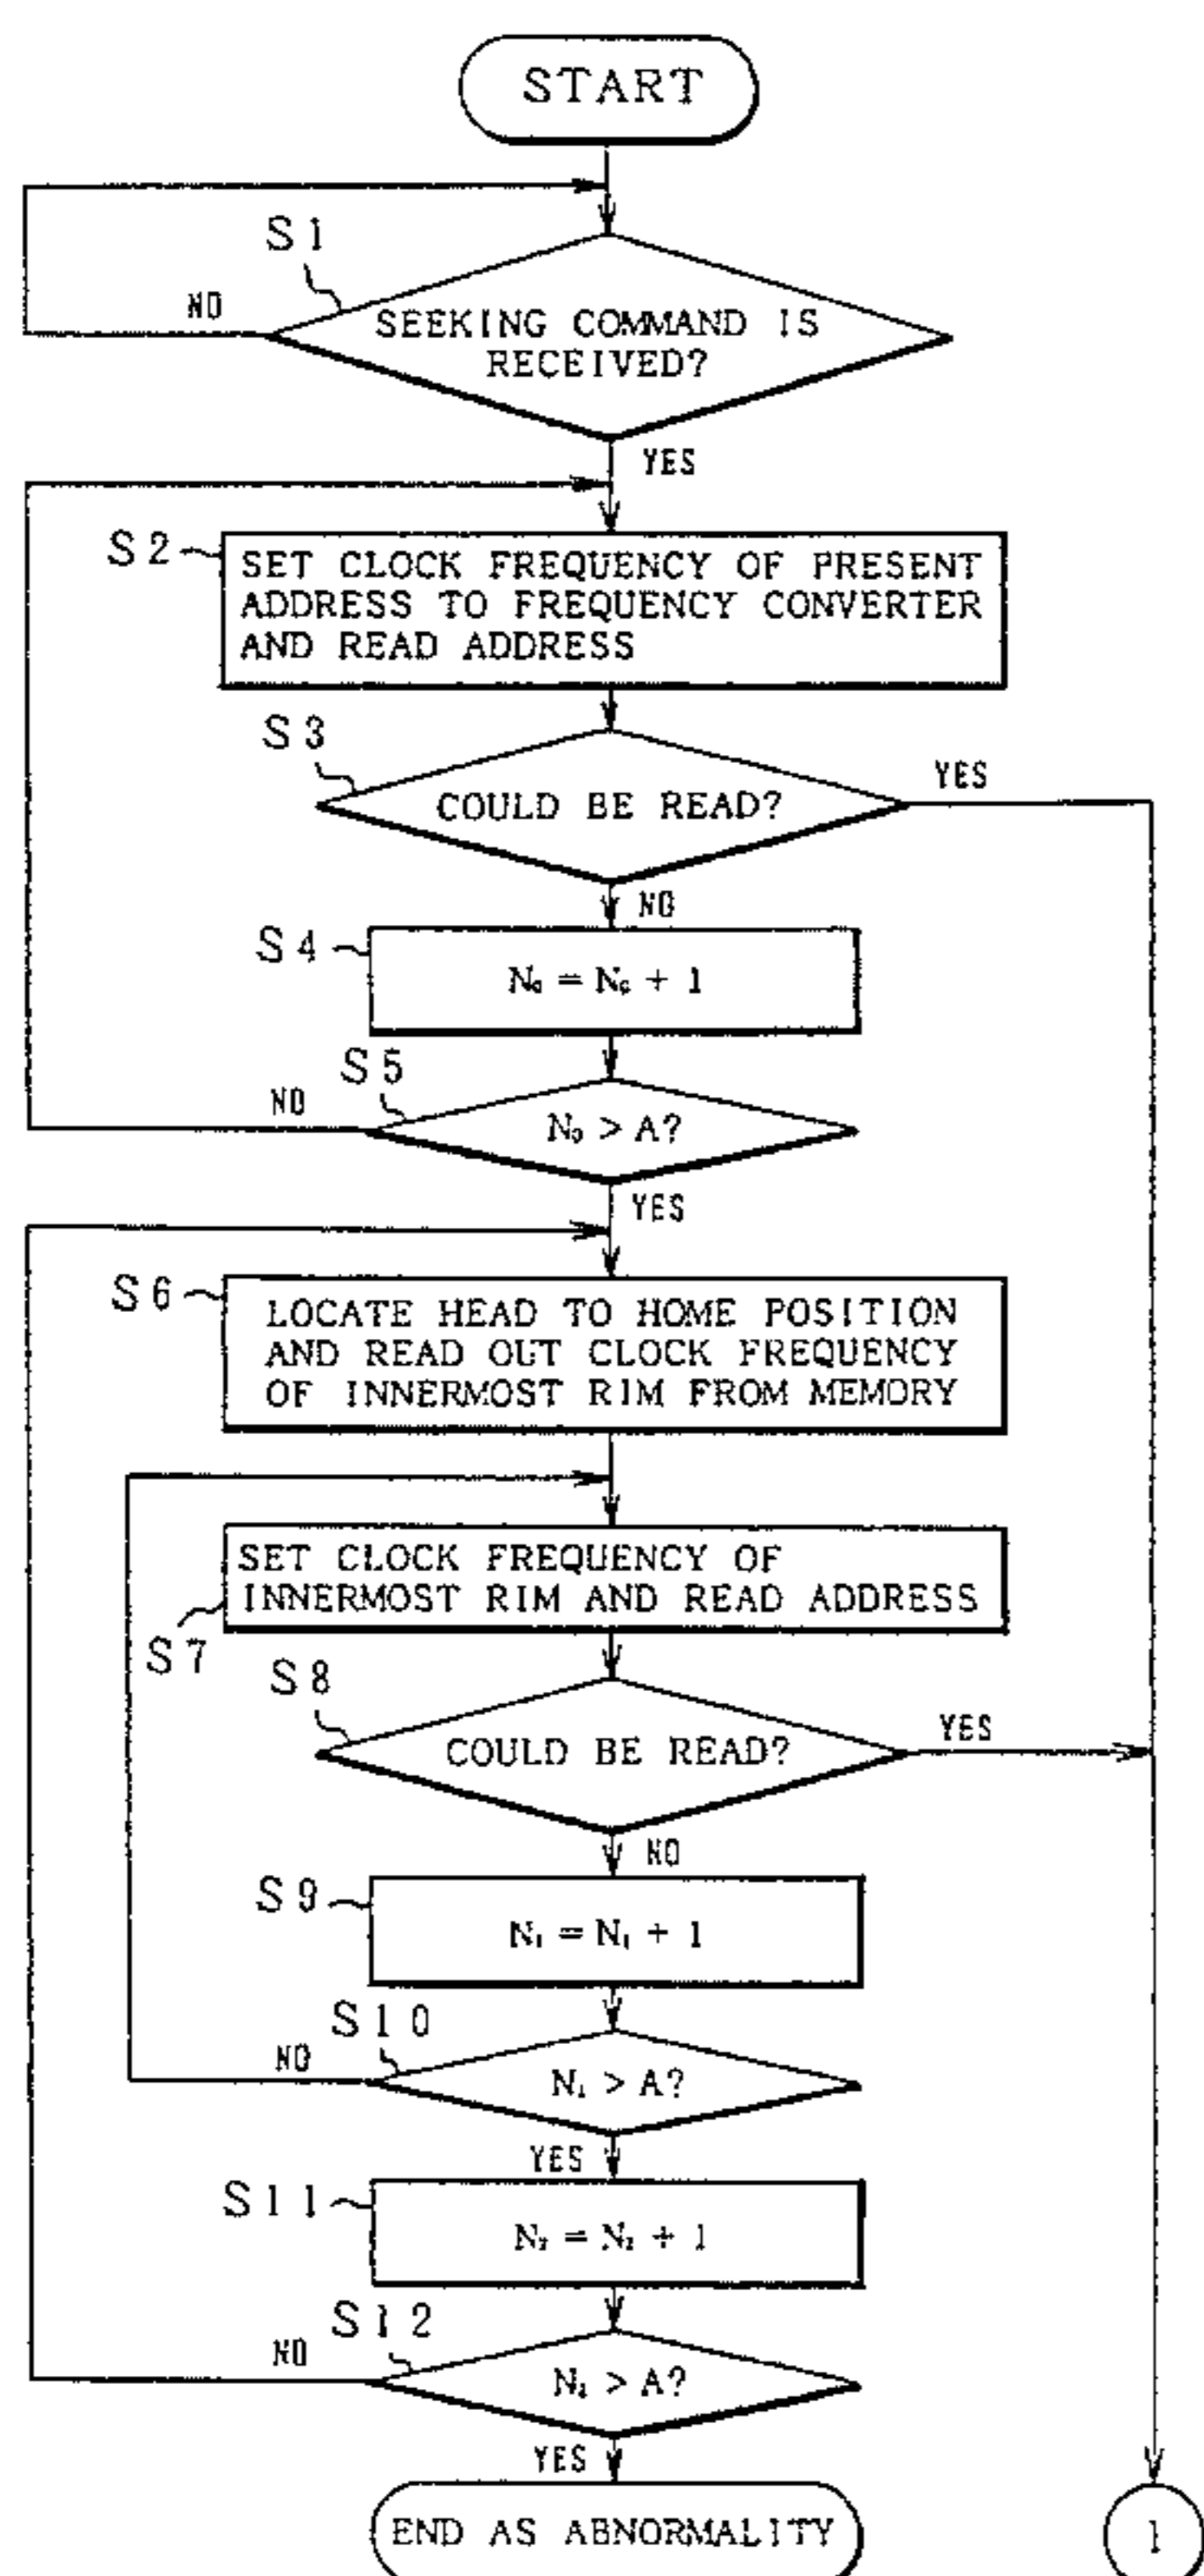 START
S1
NO
SEEKING COMMAND IS
RECEIVED?
YES
S2
SET CLOCK FREQUENCY OF PRESENT
ADDRESS TO FREQUENCY CONVERTER
AND READ ADDRESS
S3
YES
COULD BE READ?
NO
S4
N₀ = N₀ + 1
S5
NO
N₀ > A?
YES
S6
LOCATE HEAD TO HOME POSITION
AND READ OUT CLOCK FREQUENCY
OF INNERMOST RIM FROM MEMORY
SET CLOCK FREQUENCY OF
INNERMOST RIM AND READ ADDRESS
S7
S8
YES
COULD BE READ?
NO
S9
N₁ = N₁ + 1
S10
NO
N₁ > A?
YES
S11
N₂ = N₂ + 1
S12
NO
N₂ > A?
YES
END AS ABNORMALITY
1